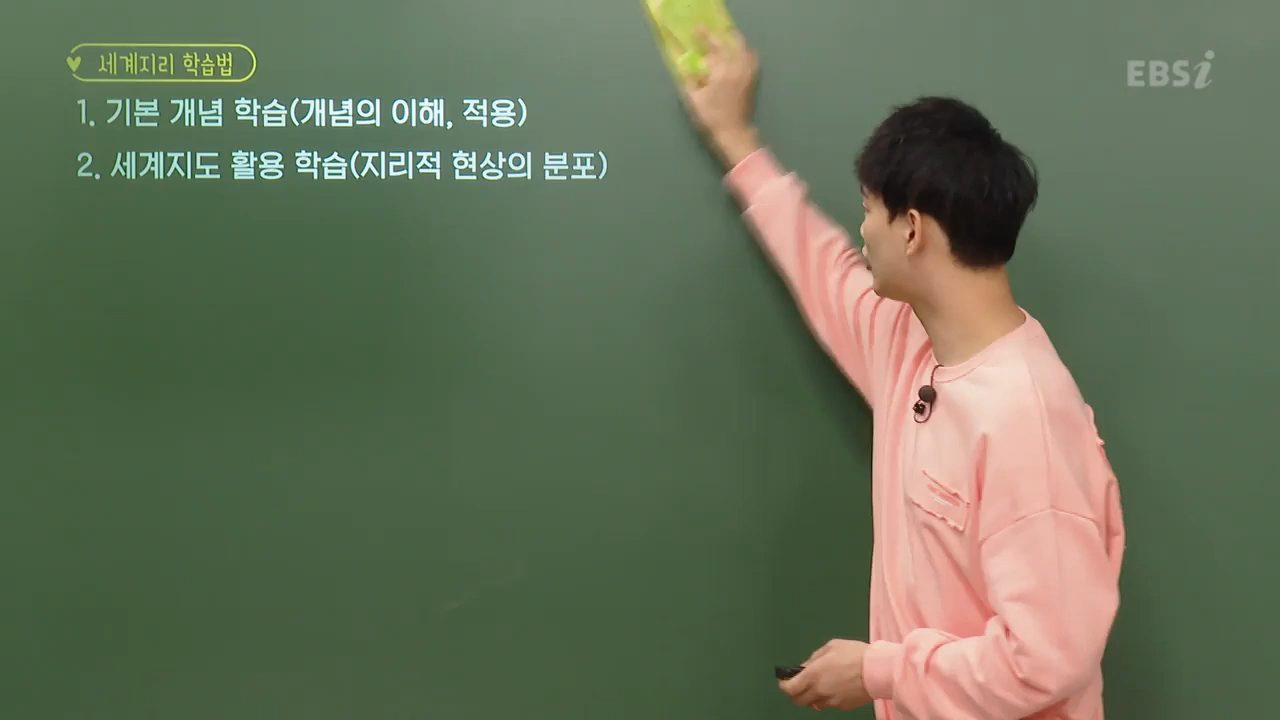 세계지리 학습법
EBSi
1. 기본 개념 학습(개념의 이해, 적용)
2. 세계지도 활용 학습(지리적 현상의 분포)